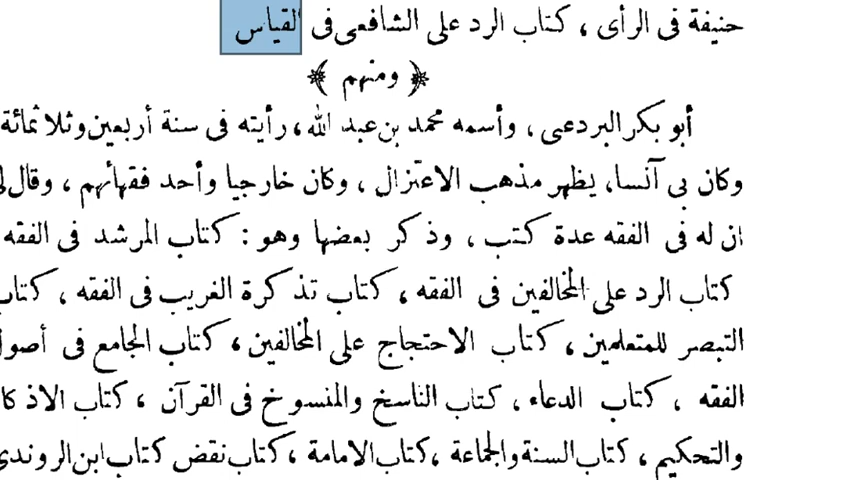 حنيفة فى الرأى ، كتاب الرد على الشافعى فى القياس
﴿ ومنهم ﴾
أبو بكر البردعى ، وأسمه محمد بن عبد الله ، رأيته فى سنة أربعين وثلاثمائة
وكان بى آنسا، يظهر مذهب الاعتزال ، وكان خارجيا وأحد فقهائهم ، وقال لى
ان له فى الفقه عدة كتب ، وذكر بعضها وهو : كتاب المرشد فى الفقه
كتاب الرد على المخالفين فى الفقه ، كتاب تذكرة الغريب فى الفقه ، كتاب
التبصر للمتعلمين ، كتاب الاحتجاج على المخالفين ، كتاب الجامع فى أصول
الفقه ، كتاب الدعاء ، كتاب الناسخ والمنسوخ فى القرآن ، كتاب الاذكا
والتحكيم ، كتاب السنة والجماعة ، كتاب الامامة ، كتاب نقض كتاب ابن الروندى